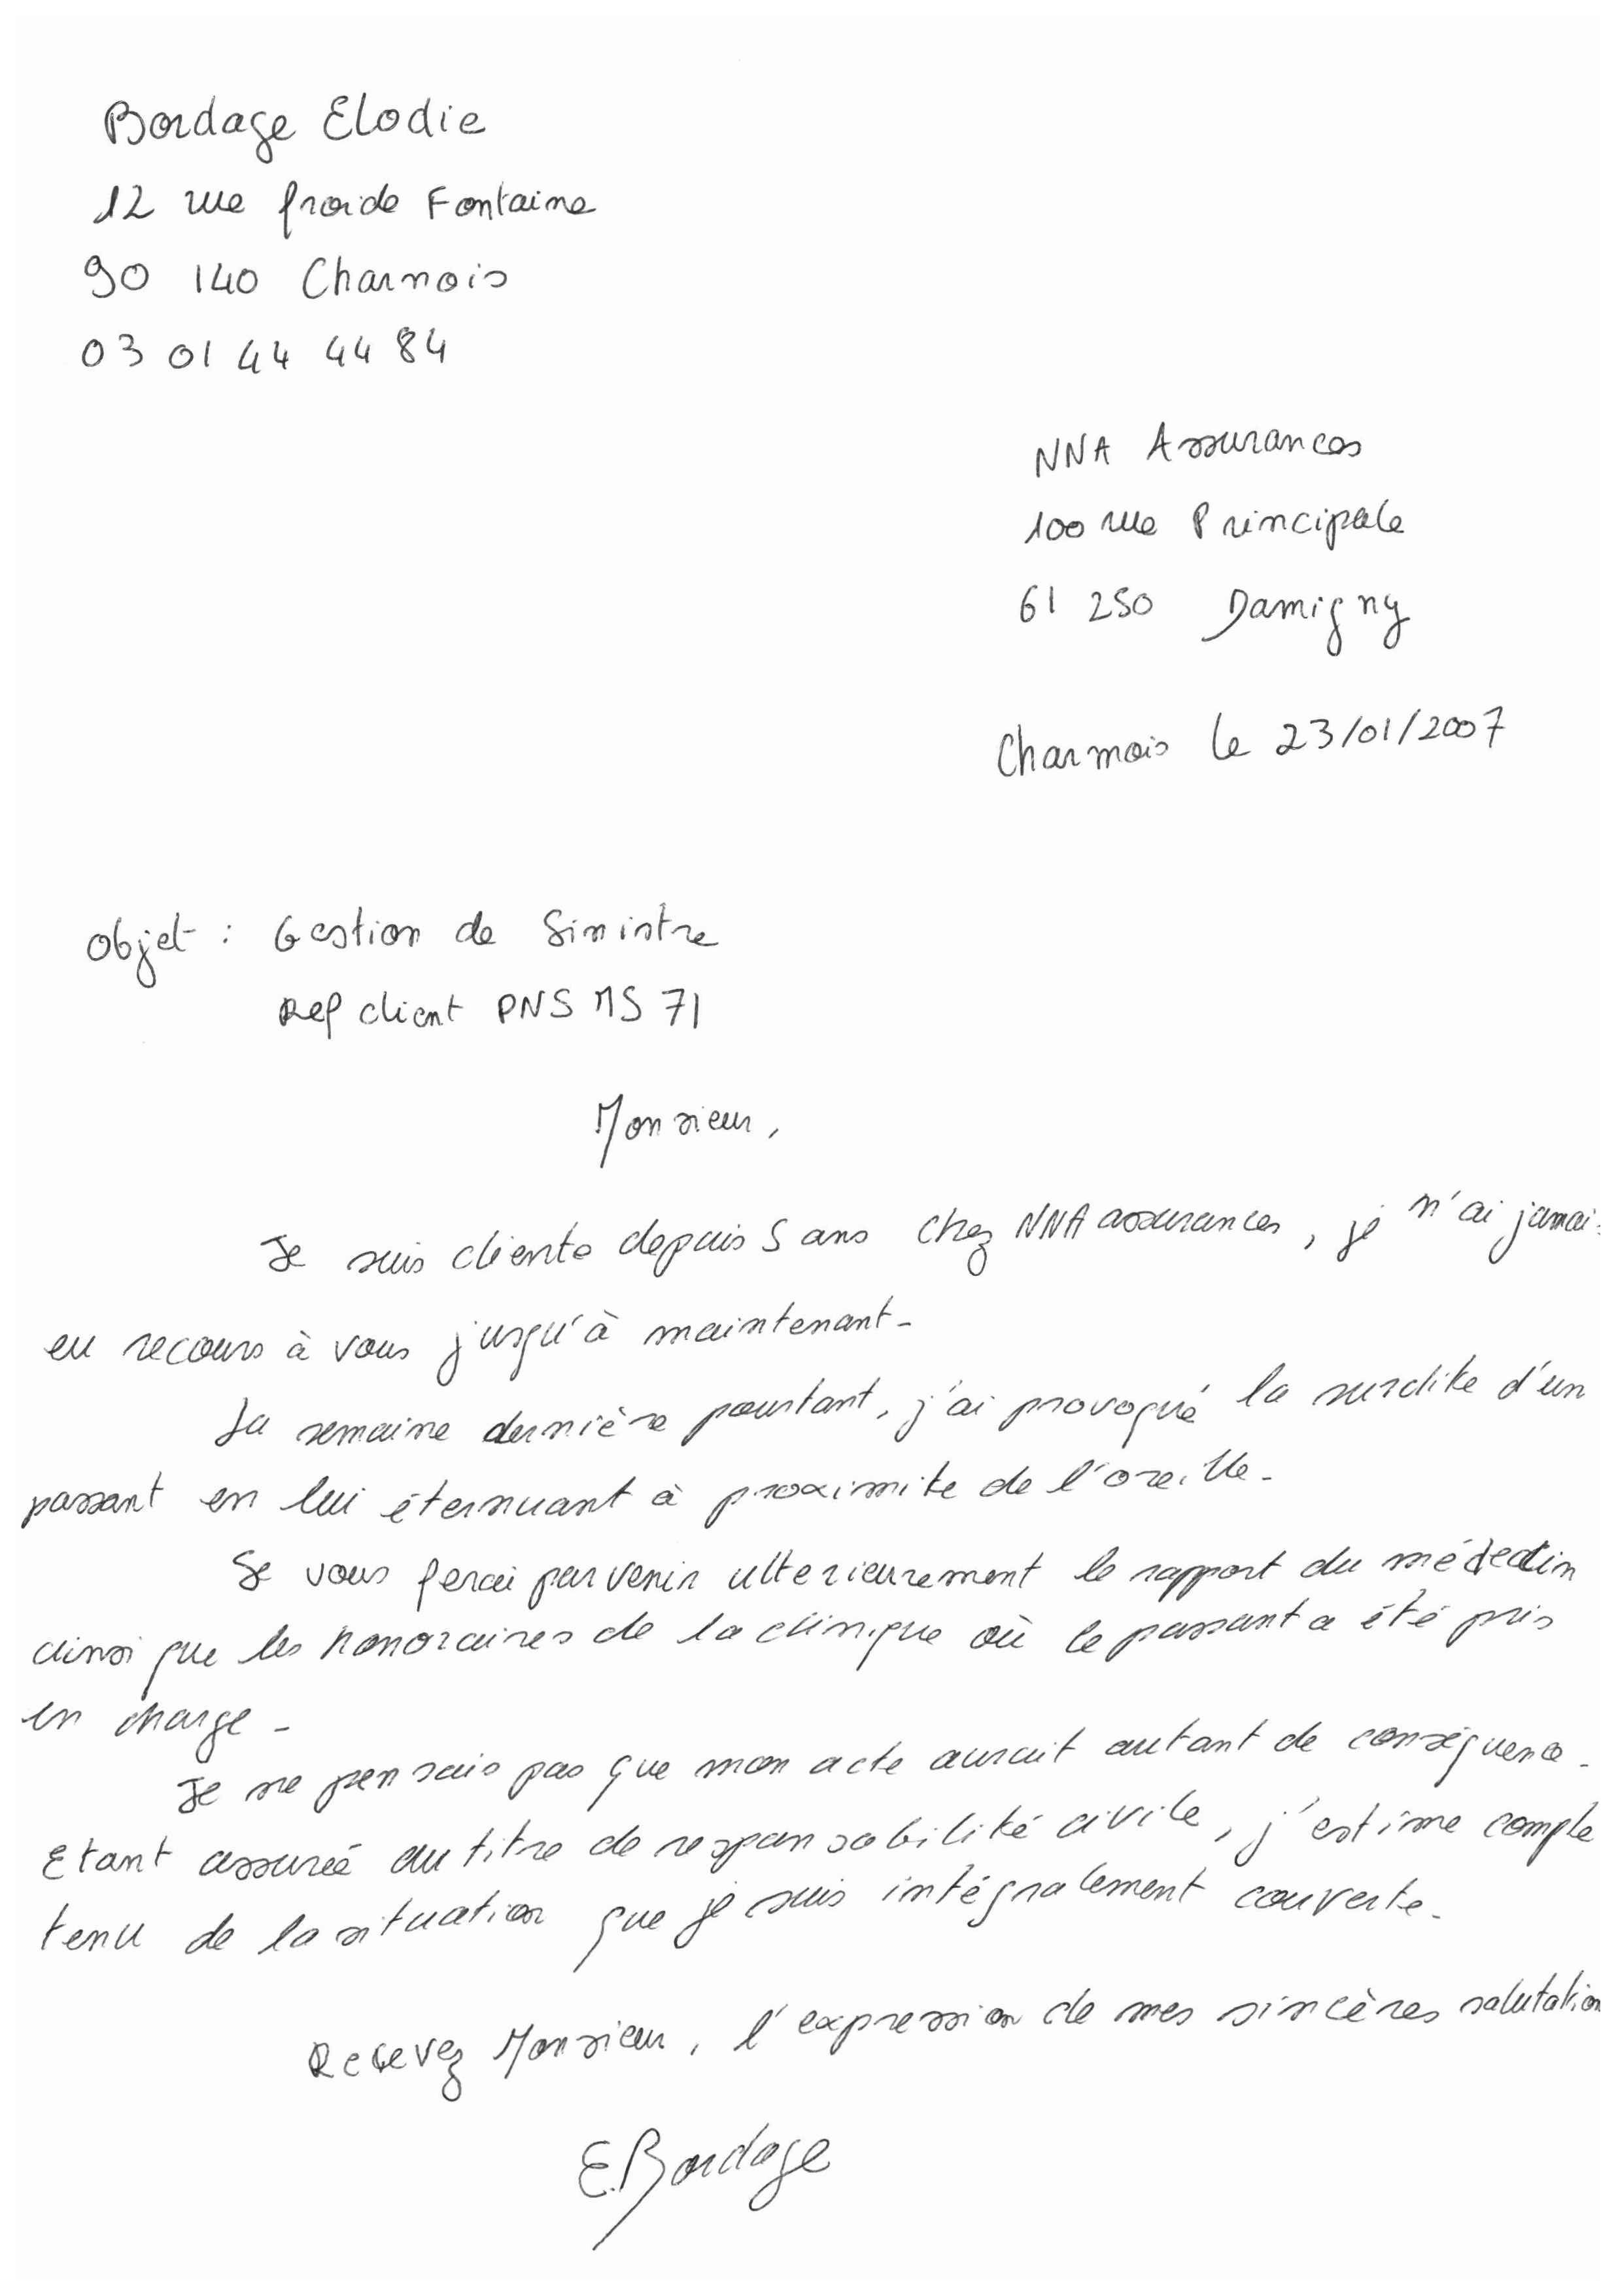 Bordage Elodie
12 rue froide Fontaine
90 140 Charmois
03 01 44 44 84
NNA Assurances
100 rue Principale
61 250 Damigny
Charmois le 23/01/2007
Objet : Gestion de Sinistre
Ref client PNSMS 71
Monsieur,
Je suis cliente depuis 5 ans chez NNA assurances, je n'ai jamais
eu recours à vous jusqu'à maintenant.
La semaine dernière pourtant, j'ai provoqué la surdite d'un
passant en lui éternuant à proximite de l'oreille.
Je vous ferai parvenir ulterieurement le rapport du médecin
ainsi que les honoraires de la clinique où le passant a été pris
en charge.
Je ne pensais pas que mon acte aurait autant de conséquence.
Etant assurée au titre de responsabilité civile, j'estime compte
tenu de la situation que je suis intégralement couverte.
Recevez Monsieur, l'expression de mes sincères salutation
E.Bordage